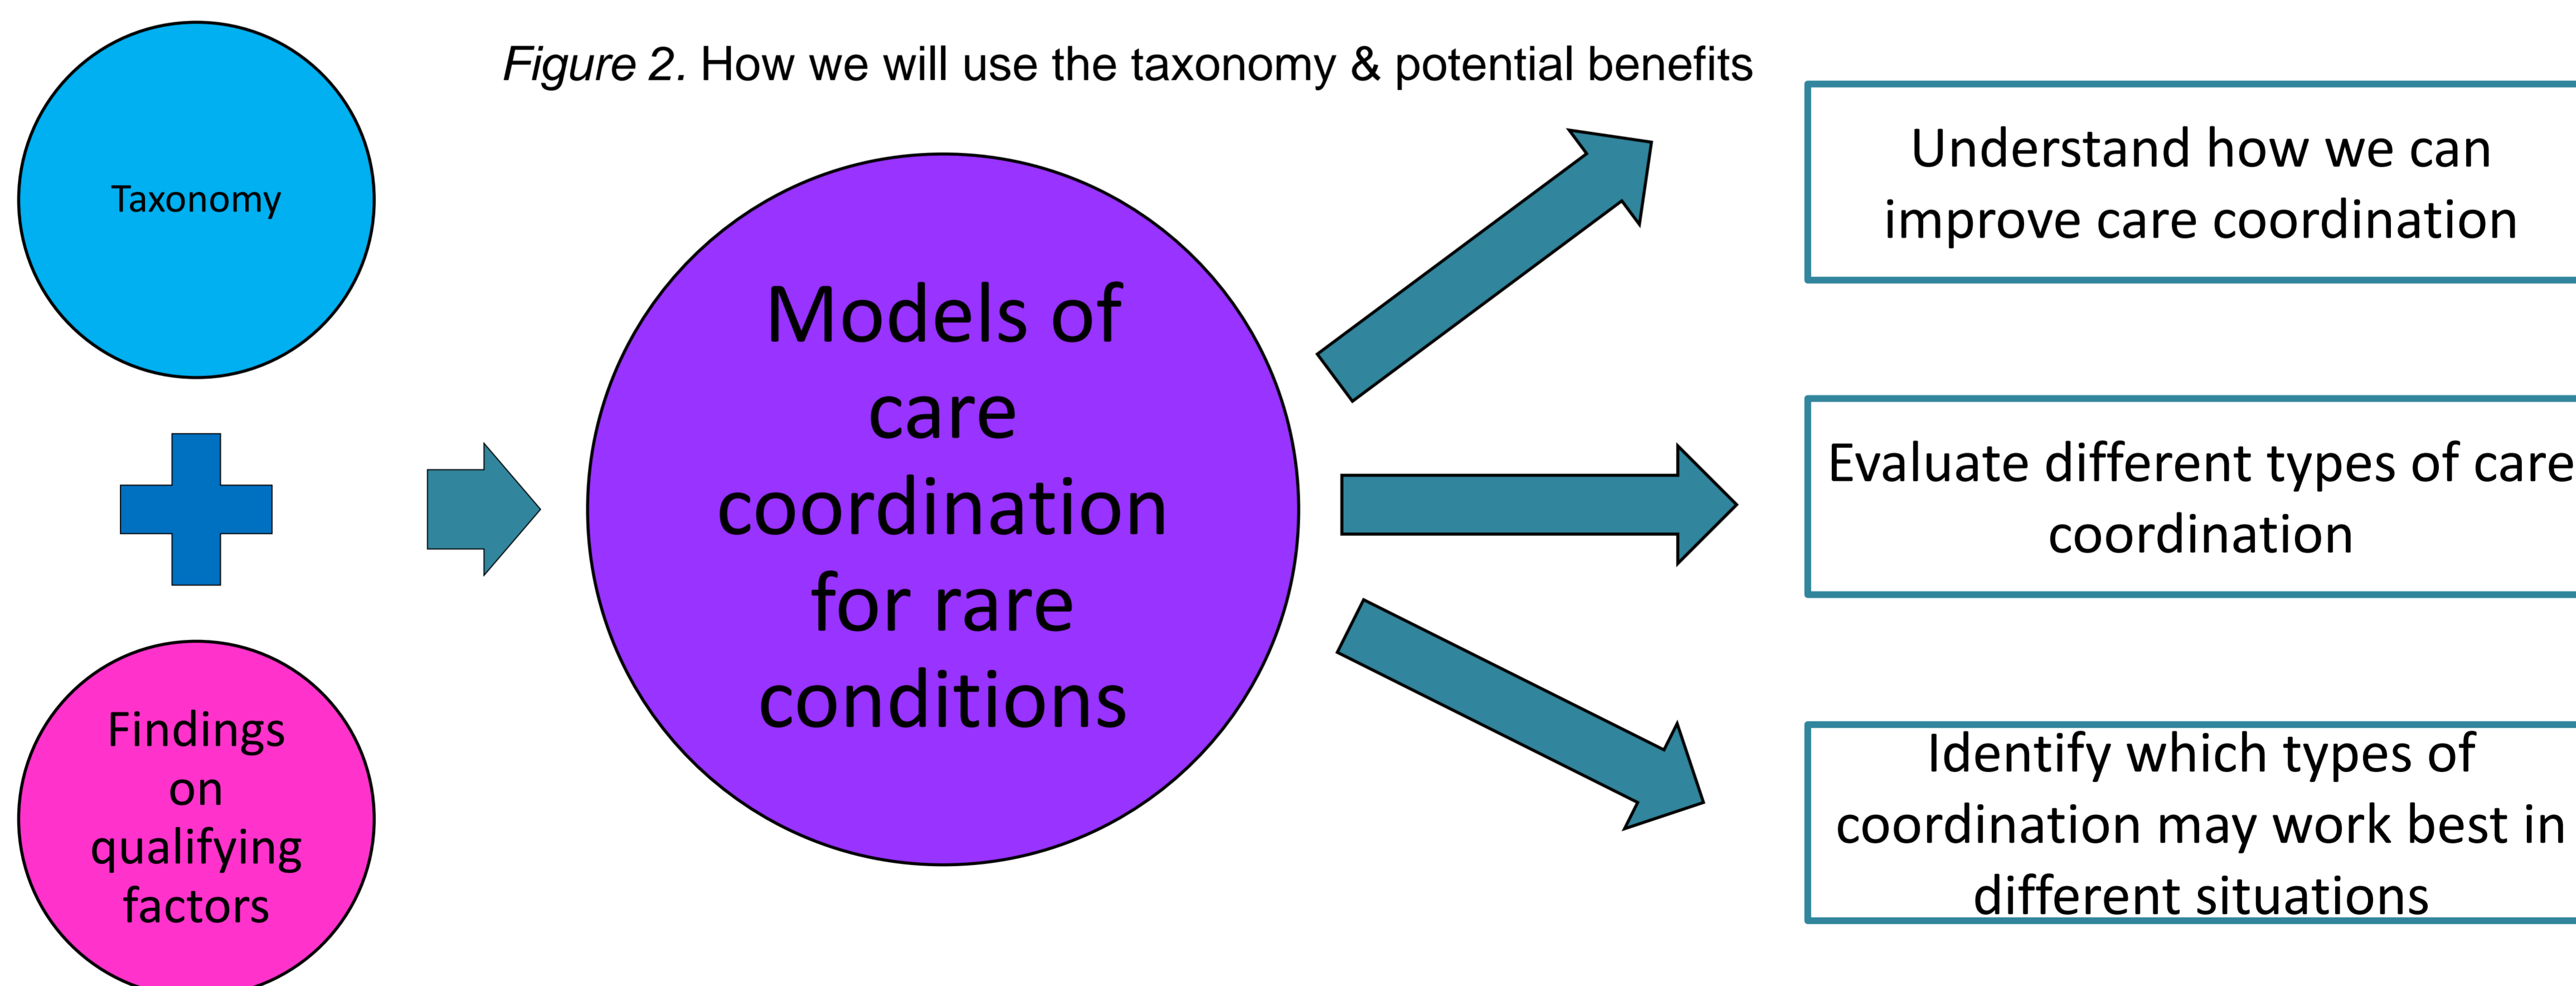 Figure 2. How we will use the taxonomy & potential benefits
Taxonomy
Findings
on
qualifying
factors
Models of
care
coordination
for rare
conditions
Understand how we can
improve care coordination
Evaluate different types of care
coordination
Identify which types of
coordination may work best in
different situations